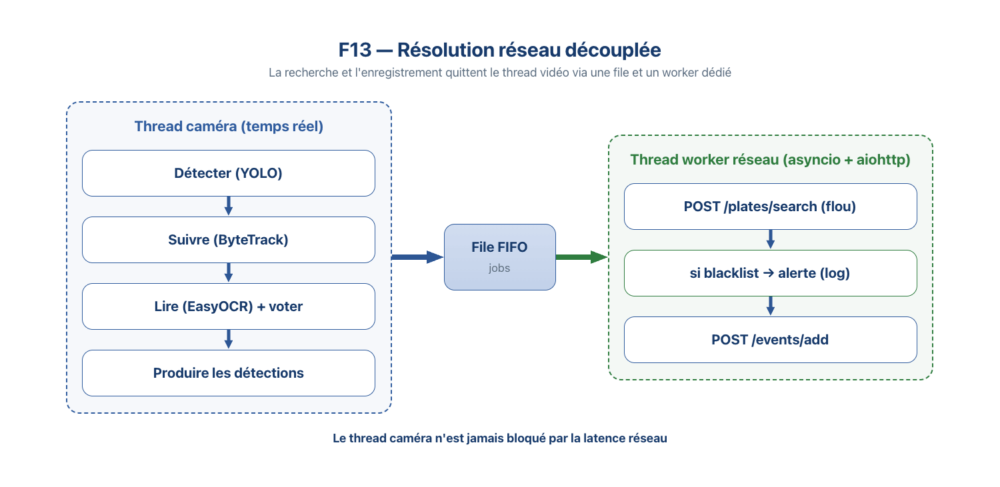 F13 — Résolution réseau découplée
La recherche et l'enregistrement quittent le thread vidéo via une file et un worker dédié
Thread caméra (temps réel)
Détecter (YOLO)
Suivre (ByteTrack)
Lire (EasyOCR) + voter
Produire les détections
File FIFO
jobs
Thread worker réseau (asyncio + aiohttp)
POST /plates/search (flou)
si blacklist → alerte (log)
POST /events/add
Le thread caméra n'est jamais bloqué par la latence réseau